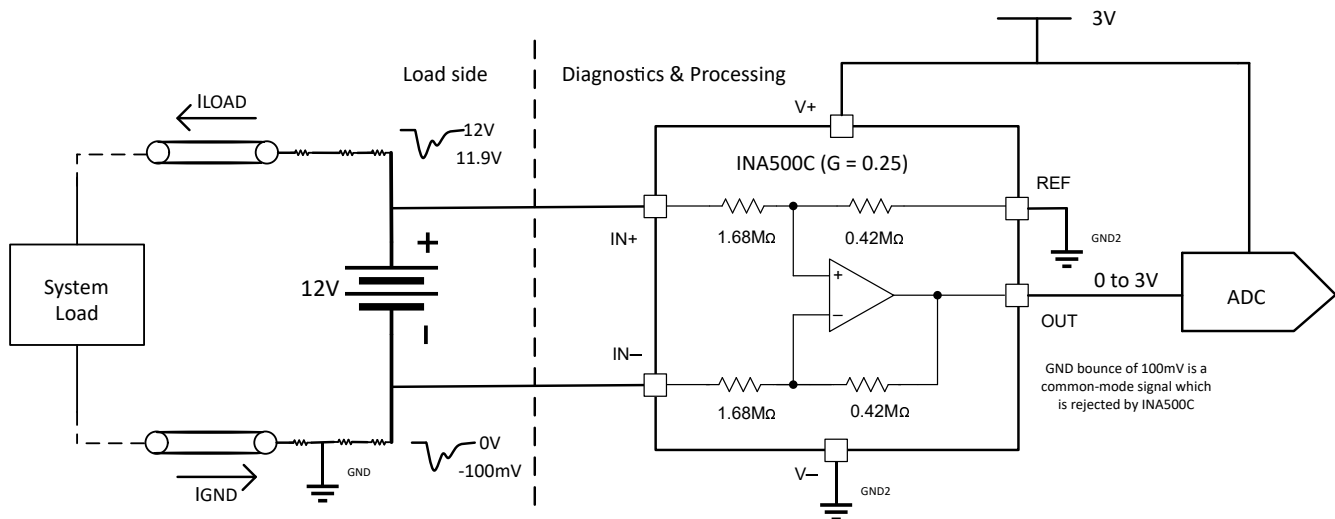 3V
Load side
Diagnostics & Processing
ILOAD
V+
12V
11.9V
INA500C (G = 0.25)
REF
IN+
1.68MΩ
0.42MΩ
GND2
+
12V
+
System
Load
0 to 3V
ADC
–
–
OUT
IN–
GND bounce of 100mV is a
common-mode signal which
is rejected by INA500C
1.68MΩ
0.42MΩ
0V
-100mV
GND
IGND
V–
GND2